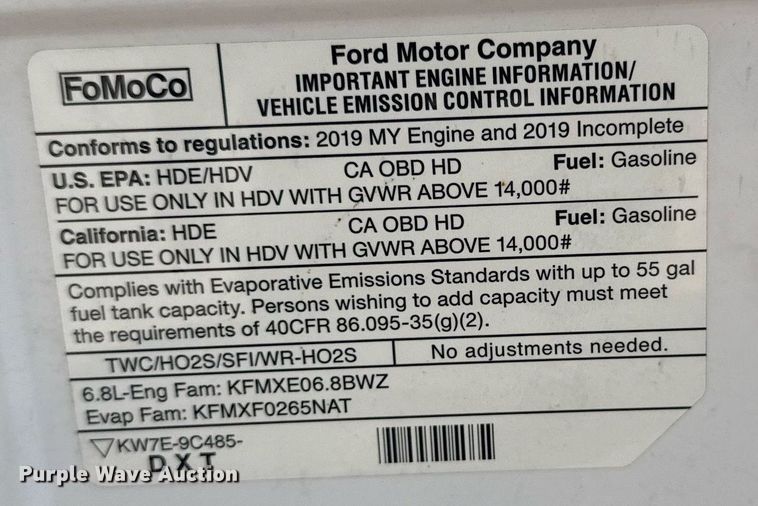 FoMoCo
Ford Motor Company
IMPORTANT ENGINE INFORMATION/
VEHICLE EMISSION CONTROL INFORMATION
Conforms to regulations: 2019 MY Engine and 2019 Incomplete
U.S. EPA: HDE/HDV CA OBD HD Fuel: Gasoline
FOR USE ONLY IN HDV WITH GVWR ABOVE 14,000#
California: HDE CA OBD HD Fuel: Gasoline
FOR USE ONLY IN HDV WITH GVWR ABOVE 14,000#
Complies with Evaporative Emissions Standards with up to 55 gal
fuel tank capacity. Persons wishing to add capacity must meet
the requirements of 40CFR 86.095-35(g)(2).
TWC/HO2S/SFI/WR-HO2S No adjustments needed.
6.8L-Eng Fam: KFMXE06.8BWZ
Evap Fam: KFMXF0265NAT
KW7E-9C485-
DXT
Purple Wave Auction